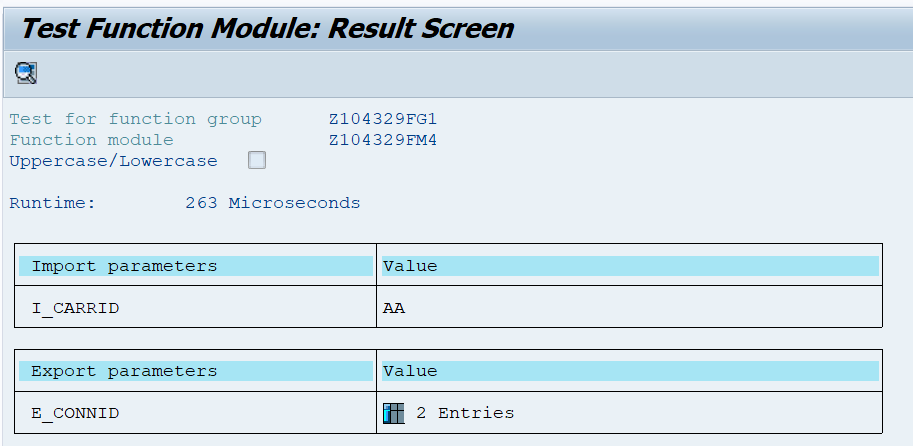 Test Function Module: Result Screen
Test for function group Z104329FG1
Function module Z104329FM4
Uppercase/Lowercase
Runtime: 263 Microseconds
Import parameters Value
I_CARRID AA
Export parameters Value
E_CONNID 2 Entries